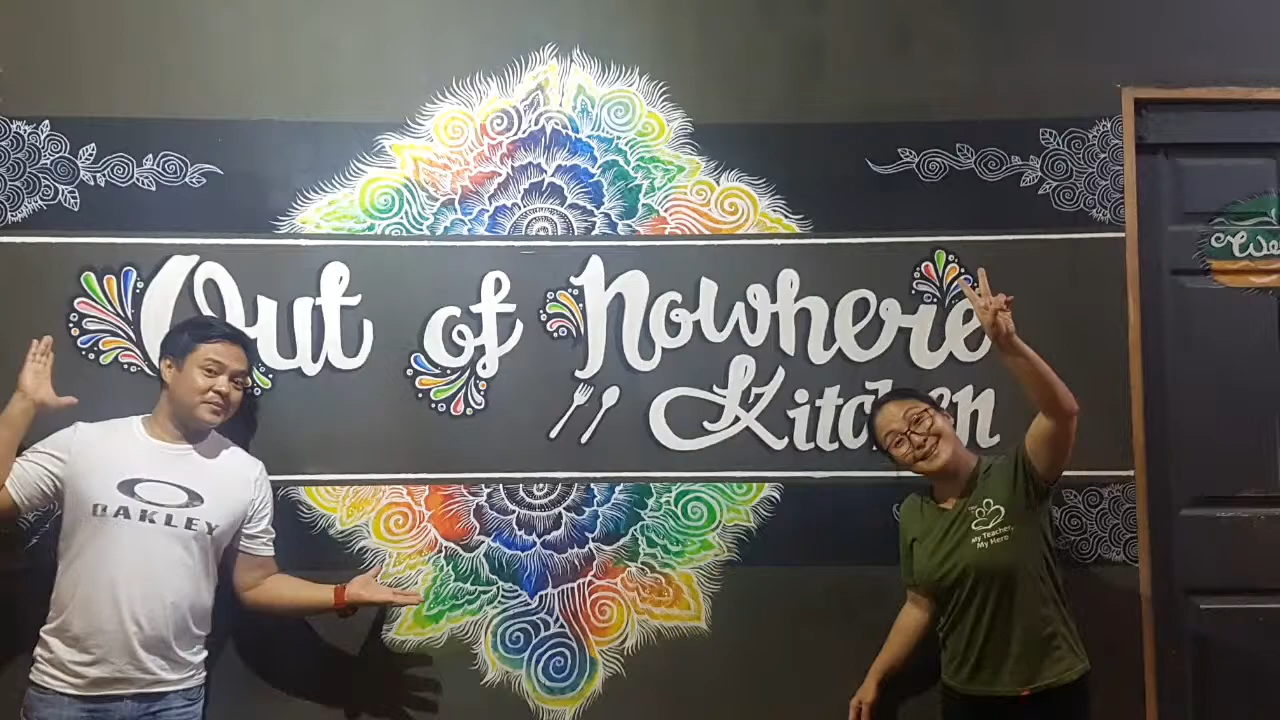 Out of Nowhere
Kitchen
OAKLEY
My Teacher,
My Hero